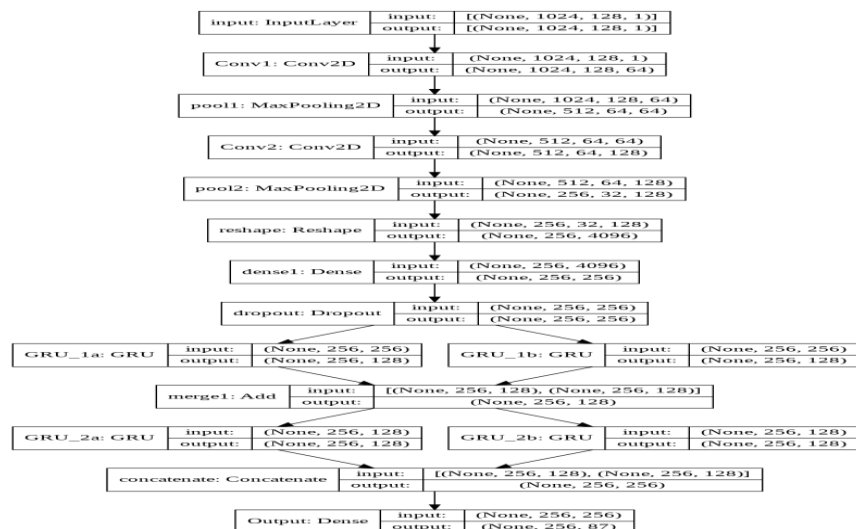 input: InputLayer input: [(None, 1024, 128, 1)]
output: [(None, 1024, 128, 1)]
Conv1: Conv2D input: (None, 1024, 128, 1)
output: (None, 1024, 128, 64)
pool1: MaxPooling2D input: (None, 1024, 128, 64)
output: (None, 512, 64, 64)
Conv2: Conv2D input: (None, 512, 64, 64)
output: (None, 512, 64, 128)
pool2: MaxPooling2D input: (None, 512, 64, 128)
output: (None, 256, 32, 128)
reshape: Reshape input: (None, 256, 32, 128)
output: (None, 256, 4096)
dense1: Dense input: (None, 256, 4096)
output: (None, 256, 256)
dropout: Dropout input: (None, 256, 256)
output: (None, 256, 256)
GRU_1a: GRU input: (None, 256, 256)
output: (None, 256, 128)
GRU_1b: GRU input: (None, 256, 256)
output: (None, 256, 128)
merge1: Add input: [(None, 256, 128), (None, 256, 128)]
output: (None, 256, 128)
GRU_2a: GRU input: (None, 256, 128)
output: (None, 256, 128)
GRU_2b: GRU input: (None, 256, 128)
output: (None, 256, 128)
concatenate: Concatenate input: [(None, 256, 128), (None, 256, 128)]
output: (None, 256, 256)
Output: Dense input: (None, 256, 256)
output: (None, 256, 87)